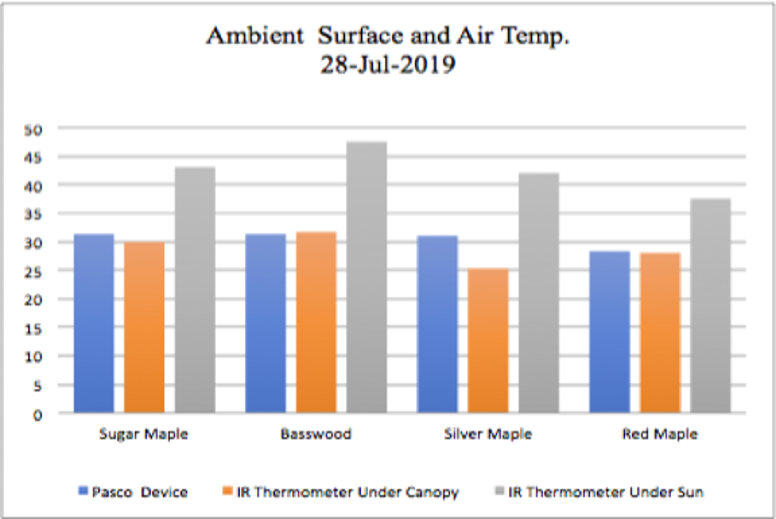 Ambient Surface and Air Temp.
28-Jul-2019
50
45
40
35
30
25
20
15
10
5
0
Sugar Maple Basswood Silver Maple Red Maple
Pasco Device IR Thermometer Under Canopy IR Thermometer Under Sun